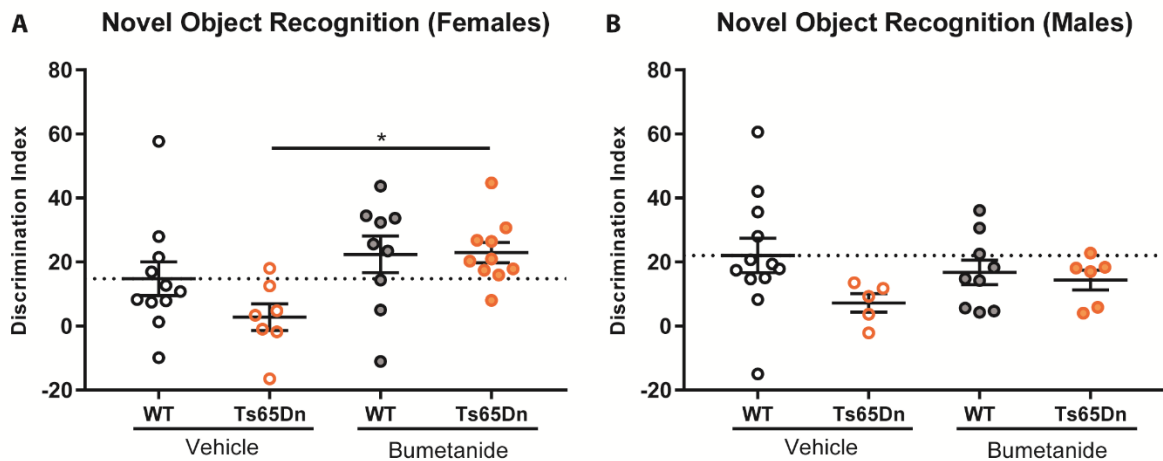 A Novel Object Recognition (Females)
80
60
40
20
0
-20
Discrimination Index
*
WT Ts65Dn WT Ts65Dn
Vehicle Bumetanide
B Novel Object Recognition (Males)
80
60
40
20
0
-20
Discrimination Index
WT Ts65Dn WT Ts65Dn
Vehicle Bumetanide